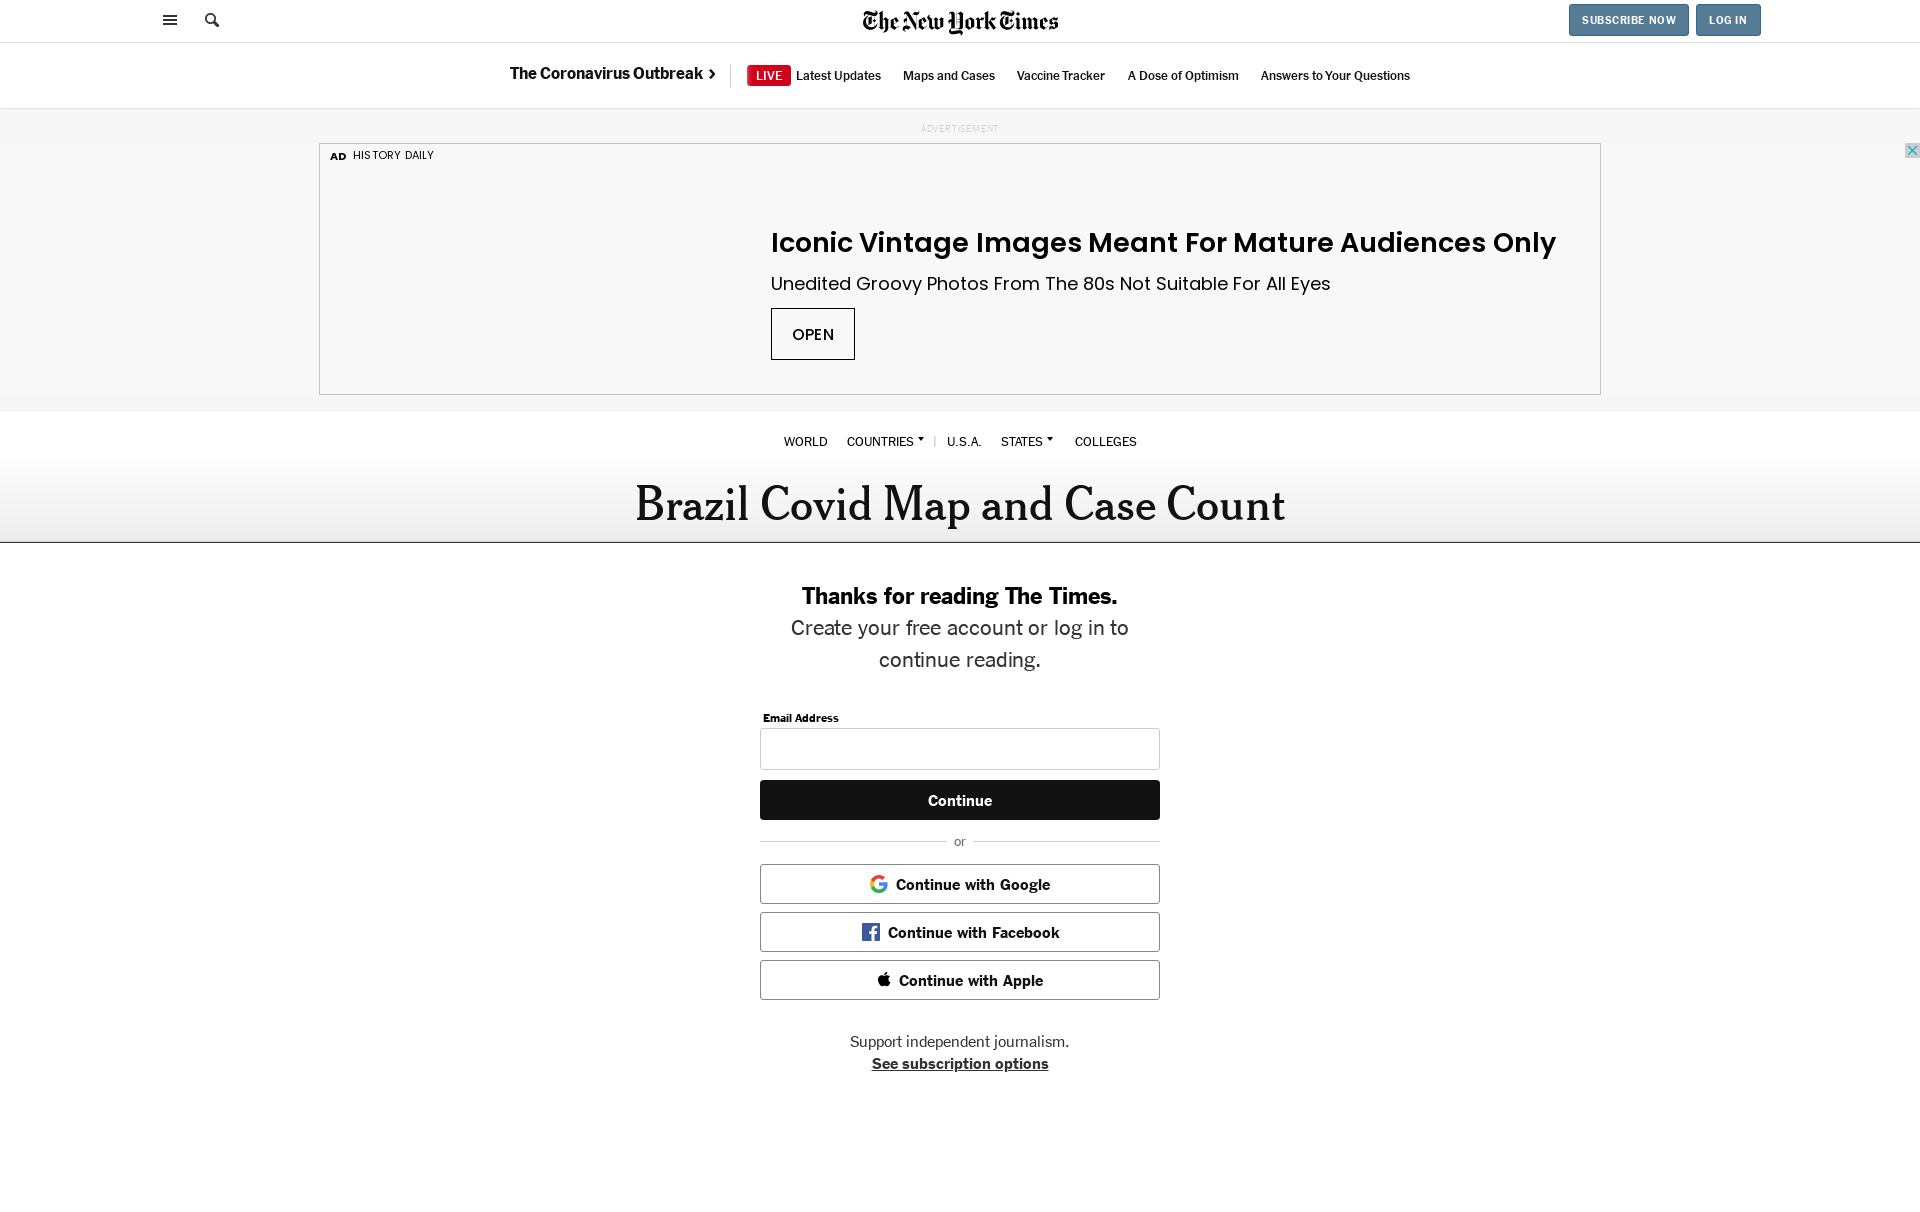 The New York Times
SUBSCRIBE NOW
LOG IN
The Coronavirus Outbreak
LIVE Latest Updates
Maps and Cases
Vaccine Tracker
A Dose of Optimism
Answers to Your Questions
ADVERTISEMENT
AD HISTORY DAILY
Iconic Vintage Images Meant For Mature Audiences Only
Unedited Groovy Photos From The 80s Not Suitable For All Eyes
OPEN
WORLD COUNTRIES | U.S.A. STATES COLLEGES
Brazil Covid Map and Case Count
Thanks for reading The Times.
Create your free account or log in to
continue reading.
Email Address
Continue
or
Continue with Google
Continue with Facebook
Continue with Apple
Support independent journalism.
See subscription options